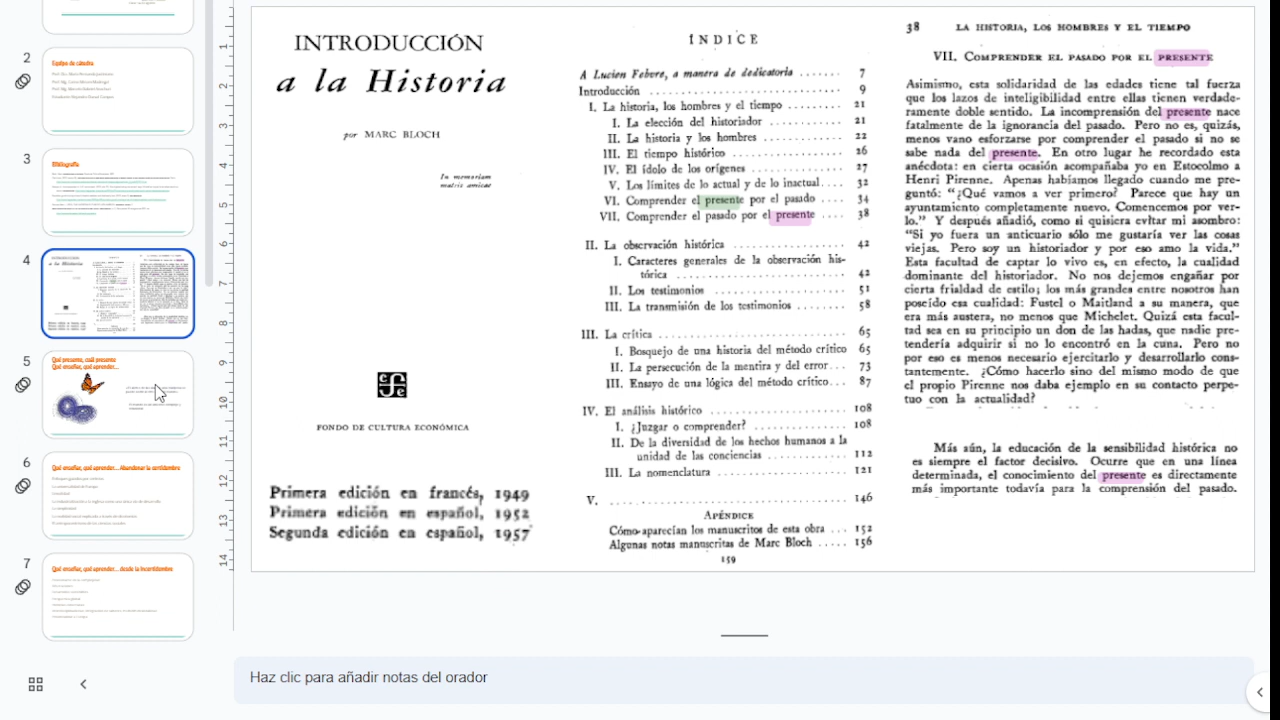 2
Equipo de cátedra
3
Bibliografía
4
5
Qué presente, cuál presente
Qué enseñar, qué aprender...
6
Qué enseñar, qué aprender... Abandonar la certidumbre
7
Qué enseñar, qué aprender... desde la incertidumbre
1
2
3
4
5
6
7
8
9
10
11
12
13
14
INTRODUCCIÓN
a la Historia
por MARC BLOCH
In memoriam
matris amicae
FONDO DE CULTURA ECONÓMICA
Primera edición en francés, 1949
Primera edición en español, 1952
Segunda edición en español, 1957
ÍNDICE
A Lucien Febvre, a manera de dedicatoria ....... 7
Introducción ............................ 9
I. La historia, los hombres y el tiempo ......... 21
I. La elección del historiador ............ 21
II. La historia y los hombres ............ 22
III. El tiempo histórico ................ 26
IV. El ídolo de los orígenes ............ 27
V. Los límites de lo actual y de lo inactual.... 32
VI. Comprender el presente por el pasado .... 34
VII. Comprender el pasado por el presente .... 38
II. La observación histórica ................. 42
I. Caracteres generales de la observación his-
tórica ........................ 42
II. Los testimonios .................... 51
III. La transmisión de los testimonios ....... 58
III. La crítica ........................... 65
I. Bosquejo de una historia del método crítico 65
II. La persecución de la mentira y del error... 73
III. Ensayo de una lógica del método crítico... 87
IV. El análisis histórico .................... 108
I. ¿Juzgar o comprender? ............... 108
II. De la diversidad de los hechos humanos a la
unidad de las conciencias ........... 112
III. La nomenclatura ................... 121
V. ................................. 146
APÉNDICE
Cómo aparecían los manuscritos de esta obra ... 152
Algunas notas manuscritas de Marc Bloch ..... 156
159
38 LA HISTORIA, LOS HOMBRES Y EL TIEMPO
VII. COMPRENDER EL PASADO POR EL PRESENTE
Asimismo, esta solidaridad de las edades tiene tal fuerza
que los lazos de inteligibilidad entre ellas tienen verdade-
ramente doble sentido. La incomprensión del presente nace
fatalmente de la ignorancia del pasado. Pero no es, quizás,
menos vano esforzarse por comprender el pasado si no se
sabe nada del presente. En otro lugar he recordado esta
anécdota: en cierta ocasión acompañaba yo en Estocolmo a
Henri Pirenne. Apenas habíamos llegado cuando me pre-
guntó: "¿Qué vamos a ver primero? Parece que hay un
ayuntamiento completamente nuevo. Comencemos por ver-
lo." Y después añadió, como si quisiera evitar mi asombro:
"Si yo fuera un anticuario sólo me gustaría ver las cosas
viejas. Pero soy un historiador y por eso amo la vida."
Esta facultad de captar lo vivo es, en efecto, la cualidad
dominante del historiador. No nos dejemos engañar por
cierta frialdad de estilo; los más grandes entre nosotros han
poseído esa cualidad: Fustel o Maitland a su manera, que
era más austera, no menos que Michelet. Quizá esta facul-
tad sea en su principio un don de las hadas, que nadie pre-
tendería adquirir si no lo encontró en la cuna. Pero no
por eso es menos necesario ejercitarlo y desarrollarlo cons-
tantemente. ¿Cómo hacerlo sino del mismo modo de que
el propio Pirenne nos daba ejemplo en su contacto perpe-
tuo con la actualidad?
Más aún, la educación de la sensibilidad histórica no
es siempre el factor decisivo. Ocurre que en una línea
determinada, el conocimiento del presente es directamente
más importante todavía para la comprensión del pasado.
Haz clic para añadir notas del orador